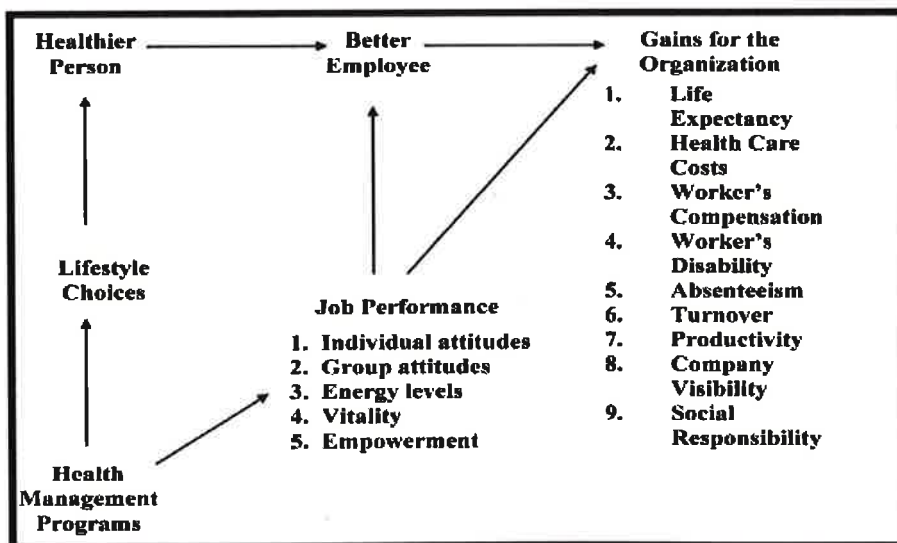 Healthier
Person
Better
Employee
Gains for the
Organization
1. Life
Expectancy
2. Health Care
Costs
3. Worker's
Compensation
4. Worker's
Disability
5. Absenteeism
6. Turnover
7. Productivity
8. Company
Visibility
9. Social
Responsibility
Lifestyle
Choices
Job Performance
1. Individual attitudes
2. Group attitudes
3. Energy levels
4. Vitality
5. Empowerment
Health
Management
Programs